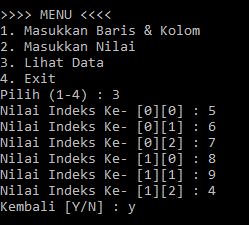 >>>> MENU <<<<
1. Masukkan Baris & Kolom
2. Masukkan Nilai
3. Lihat Data
4. Exit
Pilih (1-4) : 3
Nilai Indeks Ke- [0][0] : 5
Nilai Indeks Ke- [0][1] : 6
Nilai Indeks Ke- [0][2] : 7
Nilai Indeks Ke- [1][0] : 8
Nilai Indeks Ke- [1][1] : 9
Nilai Indeks Ke- [1][2] : 4
Kembali [Y/N] : y